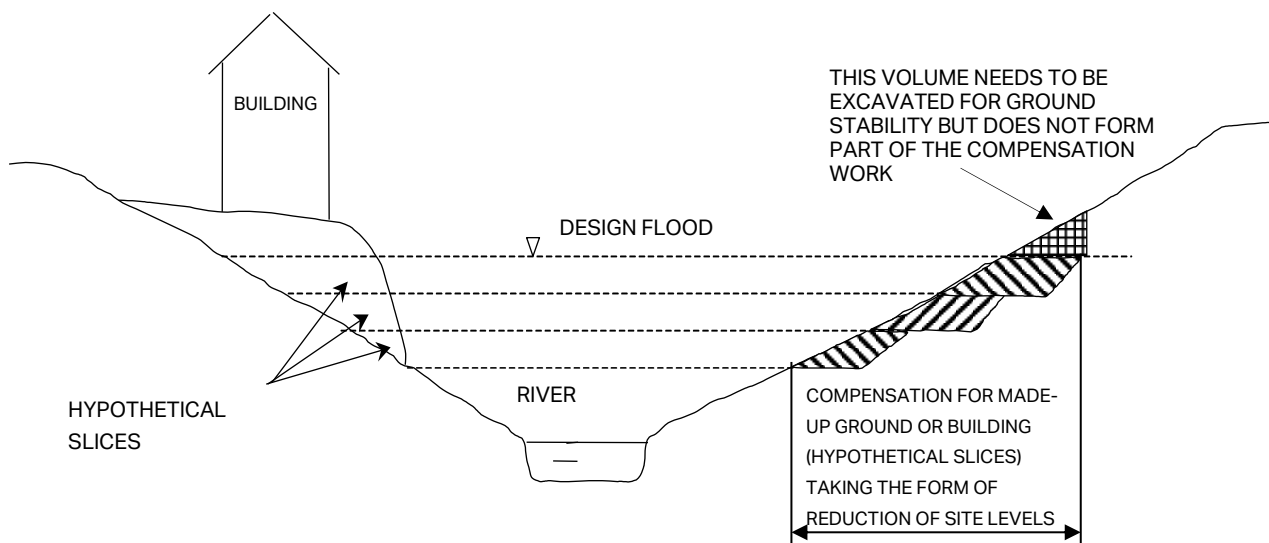 BUILDING
THIS VOLUME NEEDS TO BE
EXCAVATED FOR GROUND
STABILITY BUT DOES NOT FORM
PART OF THE COMPENSATION
WORK
DESIGN FLOOD
HYPOTHETICAL
SLICES
RIVER
COMPENSATION FOR MADE-
UP GROUND OR BUILDING
(HYPOTHETICAL SLICES)
TAKING THE FORM OF
REDUCTION OF SITE LEVELS